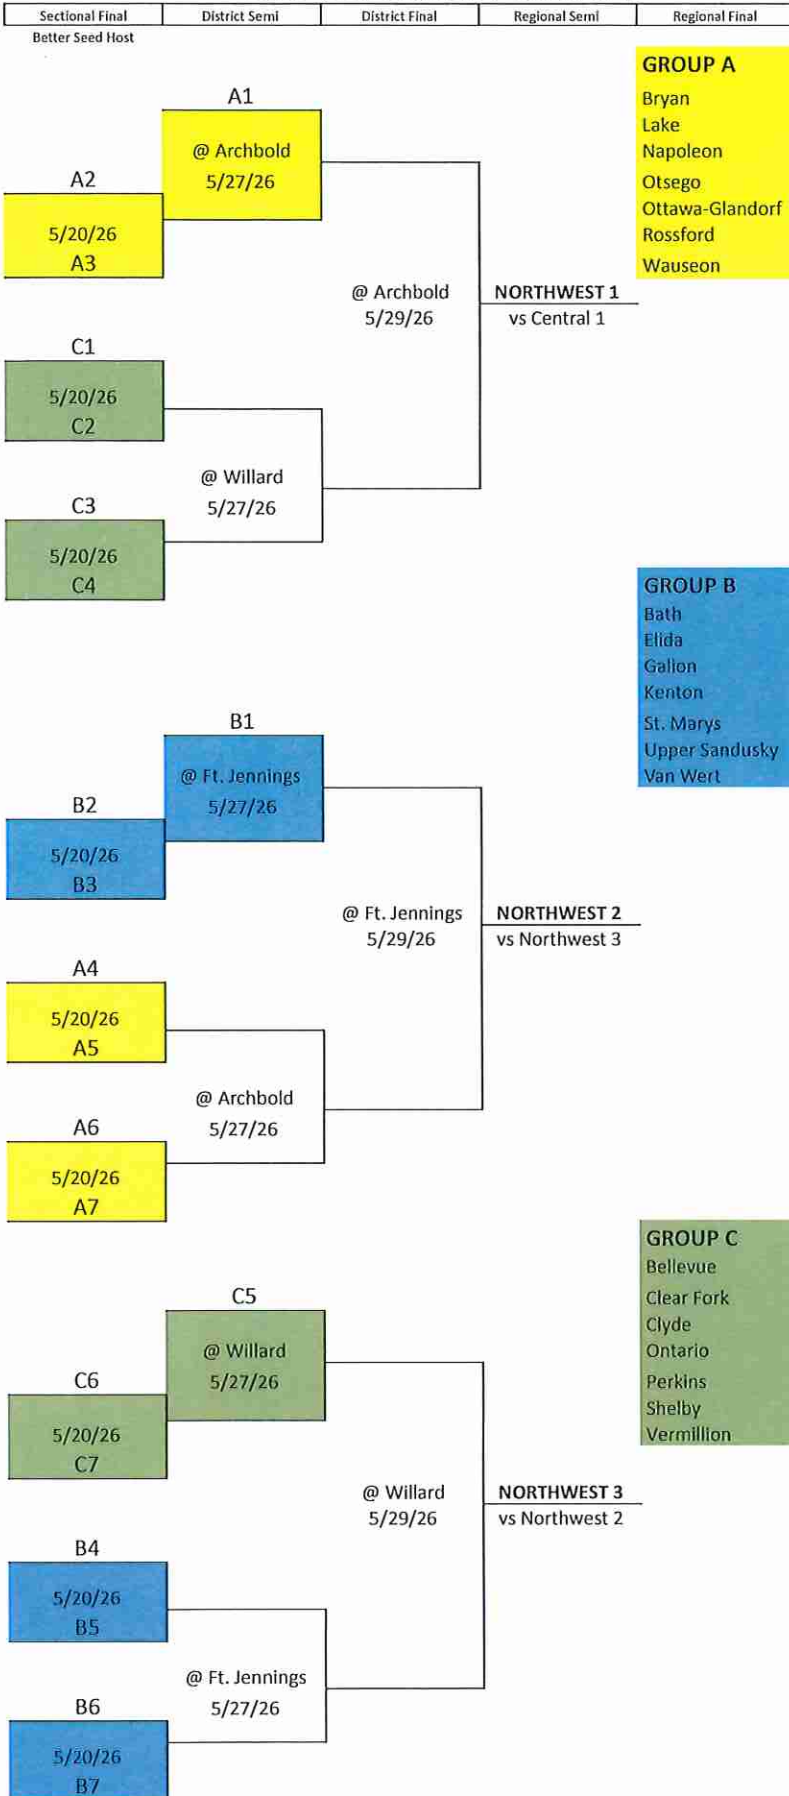 Sectional Final District Semi District Final Regional Semi Regional Final
Better Seed Host
GROUP A
Bryan
Lake
Napoleon
Otsego
Ottawa-Glandorf
Rossford
Wauseon
A1
@ Archbold
5/27/26
A2
5/20/26
A3
@ Archbold
5/29/26
NORTHWEST 1
vs Central 1
C1
5/20/26
C2
@ Willard
5/27/26
C3
5/20/26
C4
GROUP B
Bath
Elida
Galion
Kenton
St. Marys
Upper Sandusky
Van Wert
B1
@ Ft. Jennings
5/27/26
B2
5/20/26
B3
@ Ft. Jennings
5/29/26
NORTHWEST 2
vs Northwest 3
A4
5/20/26
A5
@ Archbold
5/27/26
A6
5/20/26
A7
GROUP C
Bellevue
Clear Fork
Clyde
Ontario
Perkins
Shelby
Vermillion
C5
@ Willard
5/27/26
C6
5/20/26
C7
@ Willard
5/29/26
NORTHWEST 3
vs Northwest 2
B4
5/20/26
B5
@ Ft. Jennings
5/27/26
B6
5/20/26
B7